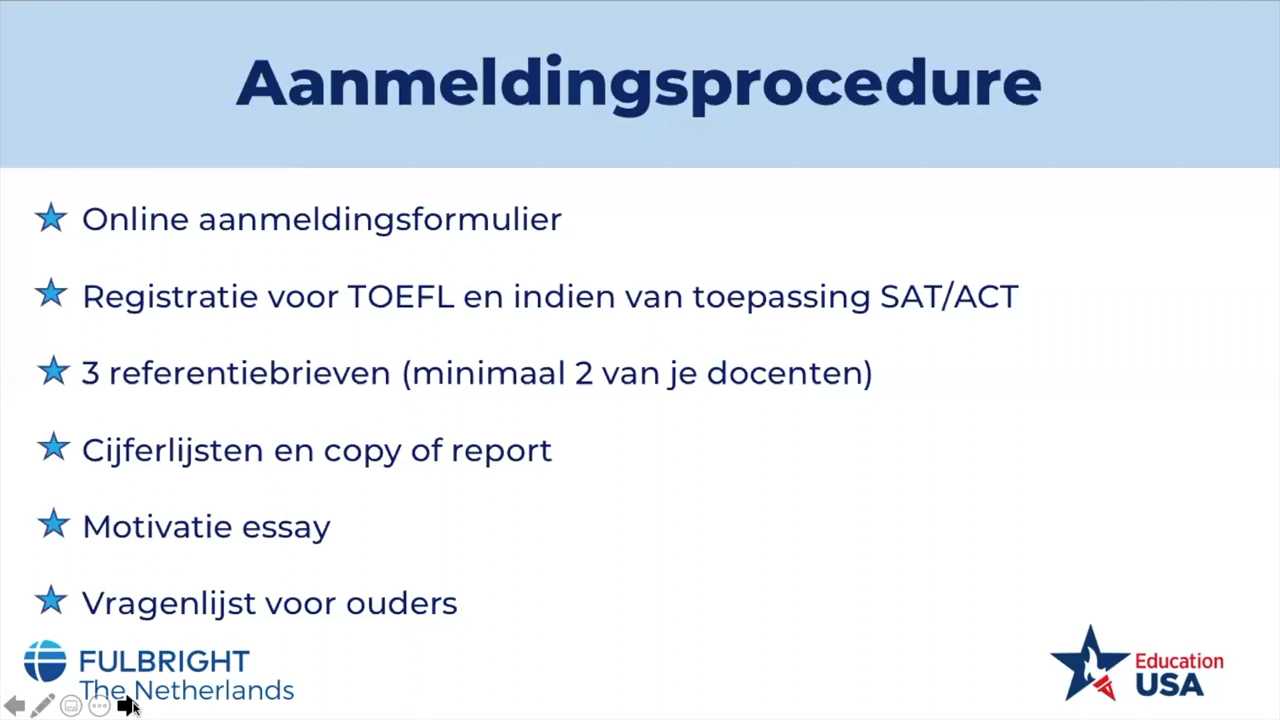 Aanmeldingsprocedure
Online aanmeldingsformulier
Registratie voor TOEFL en indien van toepassing SAT/ACT
3 referentiebrieven (minimaal 2 van je docenten)
Cijferlijsten en copy of report
Motivatie essay
Vragenlijst voor ouders
FULBRIGHT
The Netherlands
Education
USA